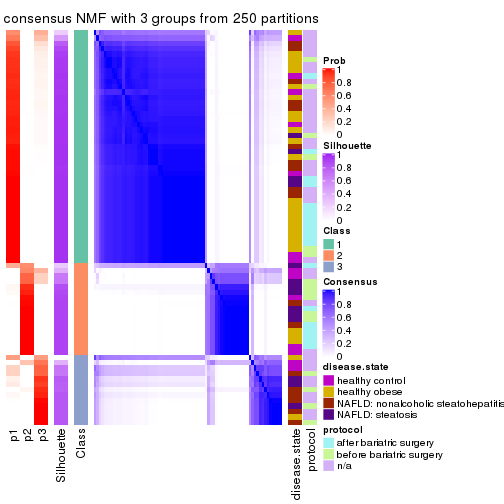 consensus NMF with 3 groups from 250 partitions
Prob
1
0.8
0.6
0.4
0.2
0
Silhouette
1
0.8
0.6
0.4
0.2
0
Class
1
2
3
Consensus
1
0.8
0.6
0.4
0.2
0
disease.state
healthy control
healthy obese
NAFLD: nonalcoholic steatohepatitis
NAFLD: steatosis
protocol
after bariatric surgery
before bariatric surgery
n/a
p1
p2
p3
Silhouette
Class
disease.state
protocol